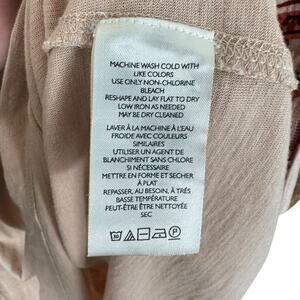 MACHINE WASH COLD WITH
LIKE COLORS
USE ONLY NON-CHLORINE
BLEACH
RESHAPE AND LAY FLAT TO DRY
LOW IRON AS NEEDED
MAY BE DRY CLEANED
LAVER À LA MACHINE À L'EAU
FROIDE AVEC COULEURS
SIMILAIRES
UTILISER UN AGENT DE
BLANCHIMENT SANS CHLORE
SI NÉCESSAIRE
METTRE EN FORME ET SECHER
À PLAT
REPASSER, AU BESOIN, À TRÈS
BASSE TEMPÉRATURE
PEUT-ÊTRE ÊTRE NETTOYÉE
SEC
30
P